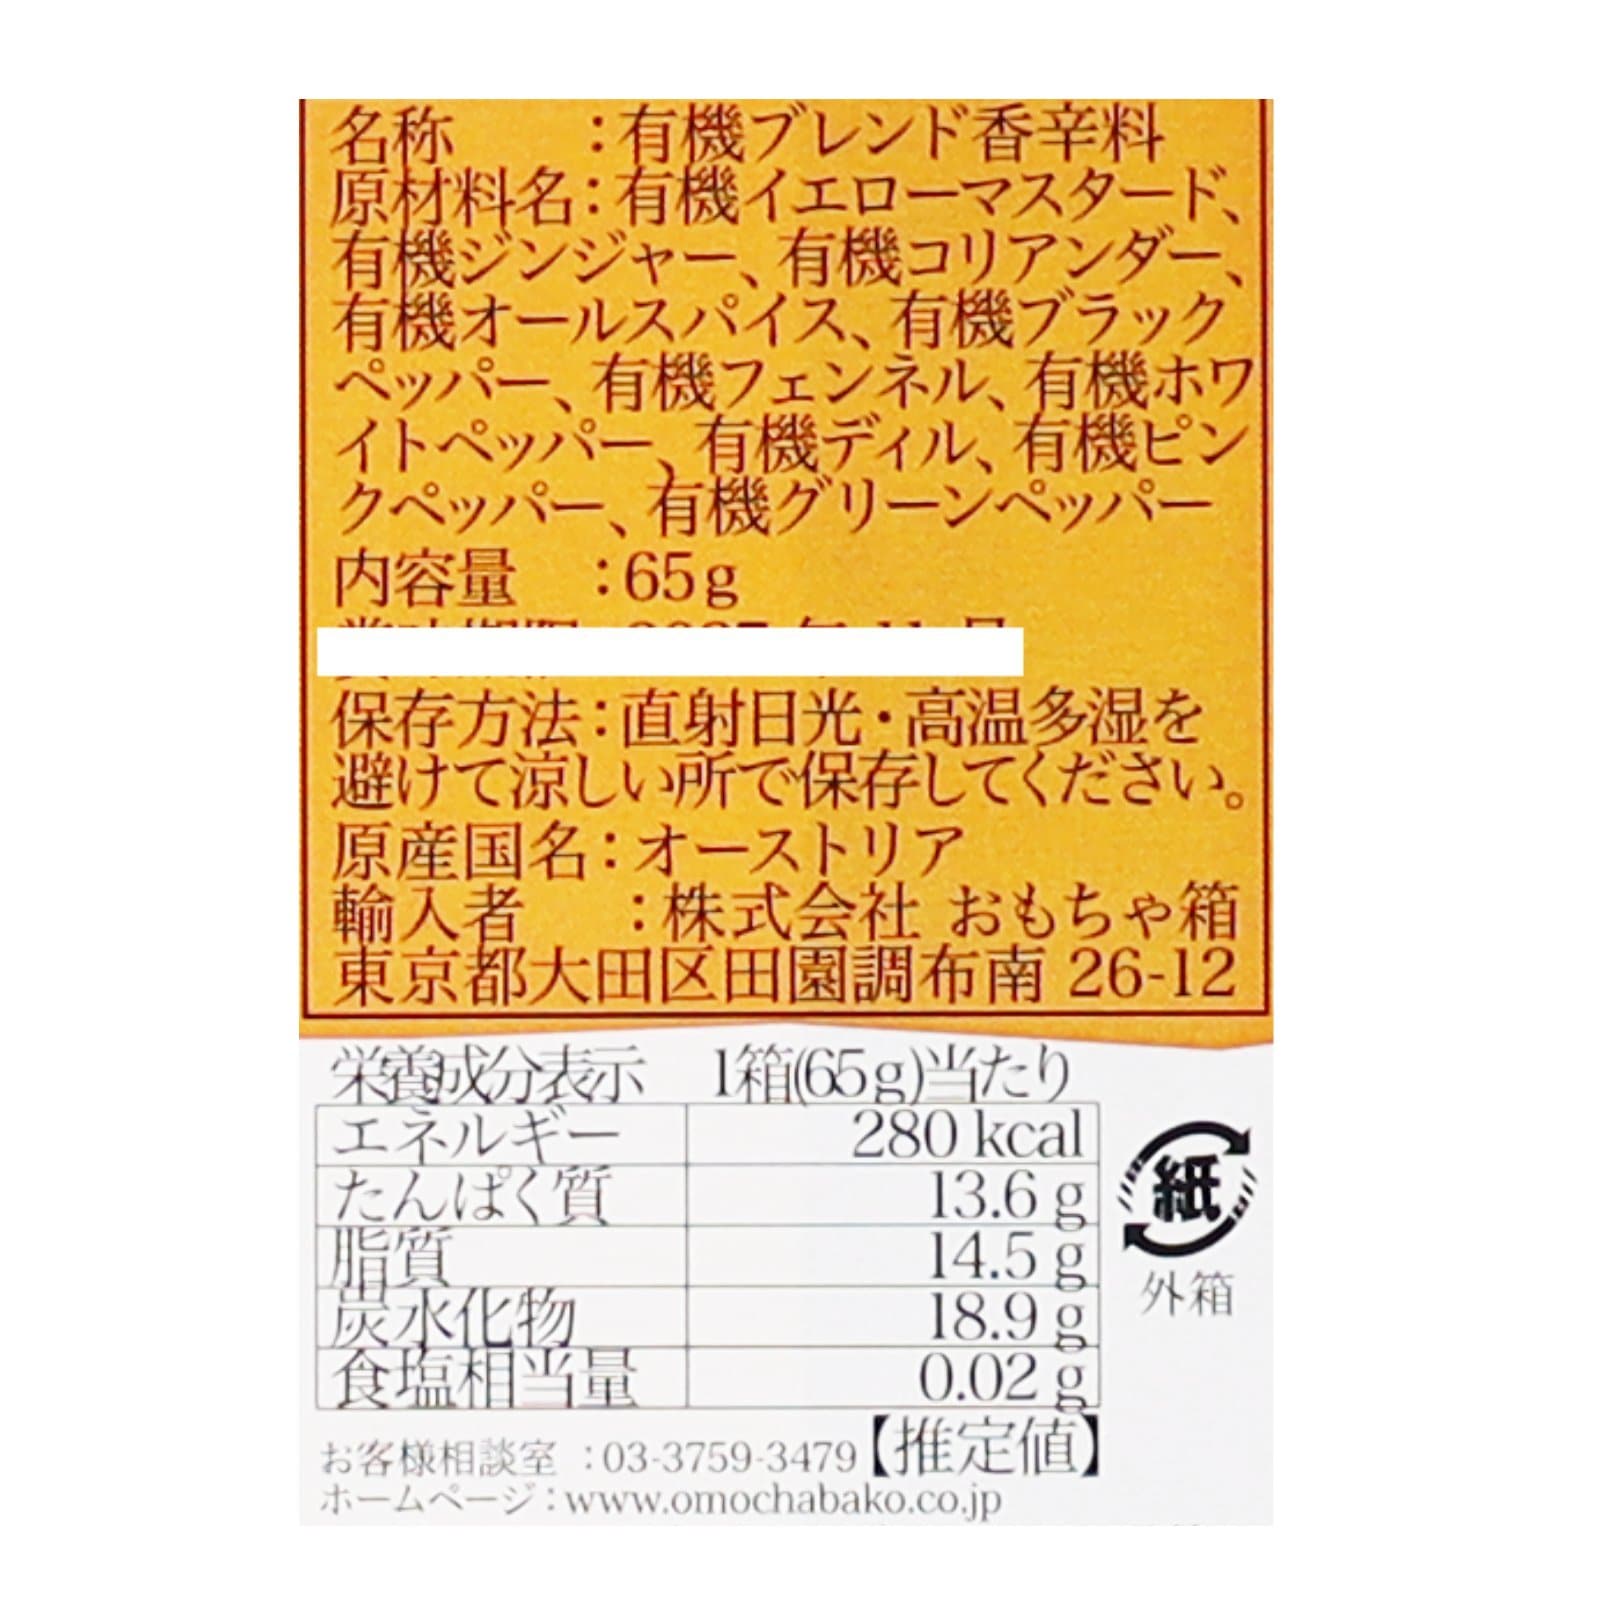 名称 ：有機ブレンド香辛料
原材料名：有機イエローマスタード、
有機ジンジャー、有機コリアンダー、
有機オールスパイス、有機ブラック
ペッパー、有機フェンネル、有機ホワ
イトペッパー、有機ディル、有機ピン
クペッパー、有機グリーンペッパー
内容量 ：65g
保存方法：直射日光・高温多湿を
避けて涼しい所で保存してください。
原産国名：オーストリア
輸入者 ：株式会社 おもちゃ箱
東京都大田区田園調布南 26-12
栄養成分表示 1箱(65g)当たり
エネルギー 280 kcal
たんぱく質 13.6 g
脂質 14.5 g
炭水化物 18.9 g
食塩相当量 0.02 g
紙
外箱
【推定値】
お客様相談室 ：03-3759-3479
ホームページ：www.omochabako.co.jp